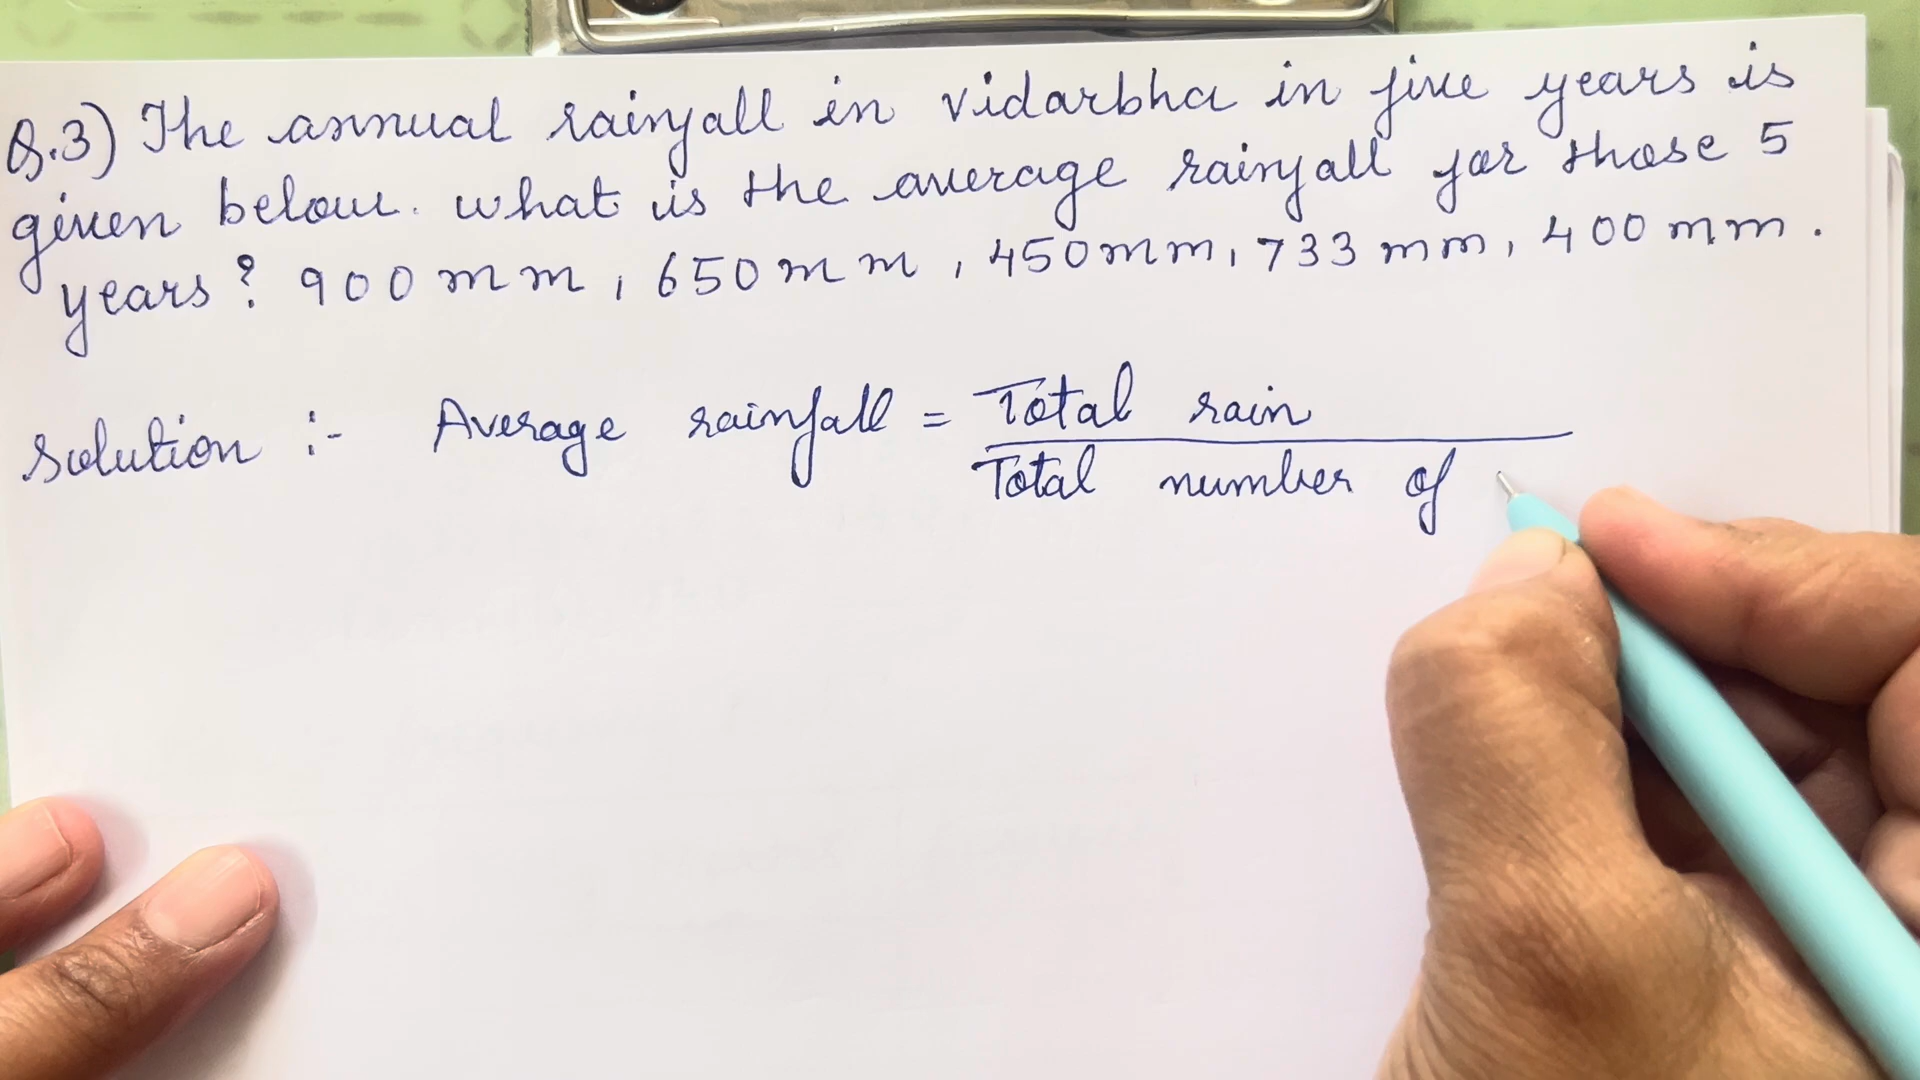 Q.3) The annual rainfall in vidarbha in five years is
given below. what is the average rainfall for those 5
years? 900 mm, 650 mm, 450 mm, 733 mm, 400 mm.
Solution :- Average rainfall = Total rain
Total number of